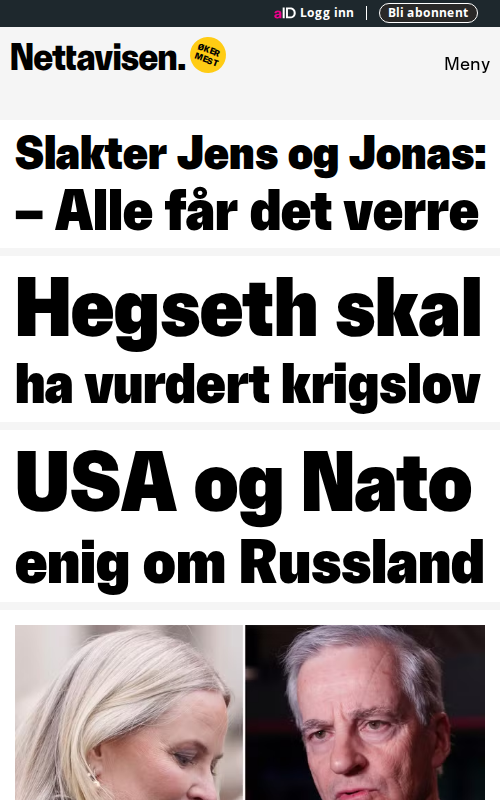 aID Logg inn
Bli abonnent
Nettavisen.
ØKER
MEST
Meny
Slakter Jens og Jonas:
– Alle får det verre
Hegseth skal
ha vurdert krigslov
USA og Nato
enig om Russland